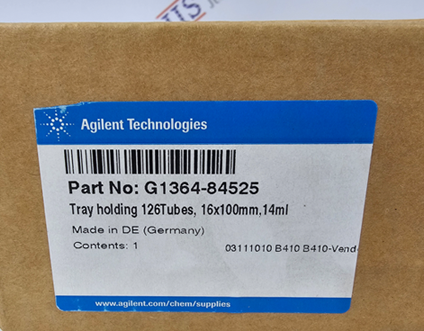 Agilent Technologies
Part No: G1364-84525
Tray holding 126Tubes, 16x100mm,14ml
Made in DE (Germany)
Contents: 1
03111010 B410 B410-Vend
www.agilent.com/chem/supplies